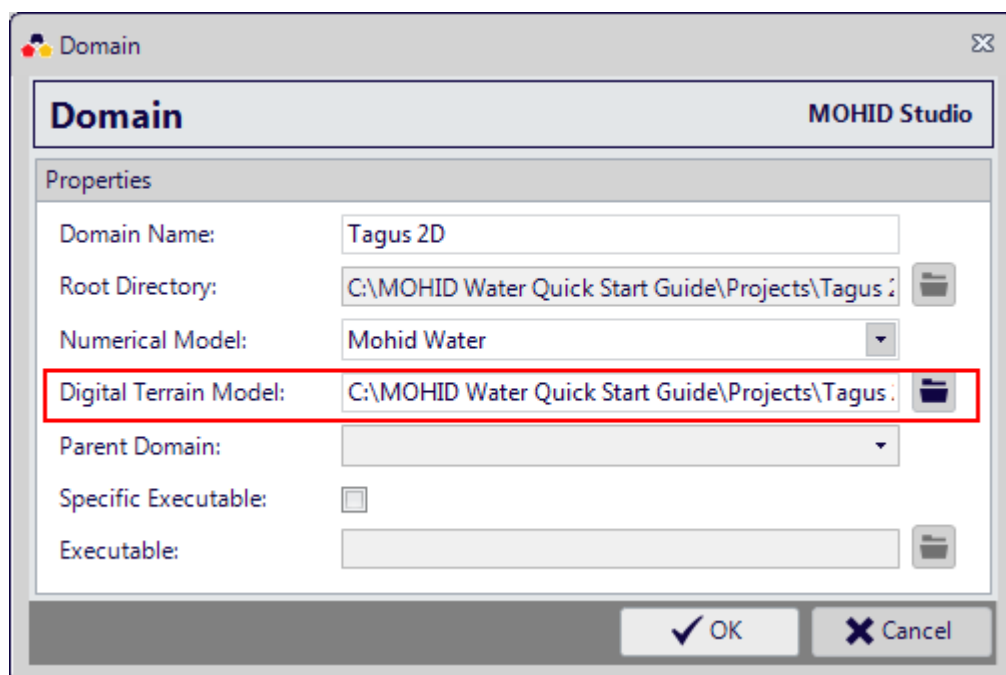 Domain
Domain MOHID Studio
Properties
Domain Name: Tagus 2D
Root Directory: C:\MOHID Water Quick Start Guide\Projects\Tagus
Numerical Model: Mohid Water
Digital Terrain Model: C:\MOHID Water Quick Start Guide\Projects\Tagus
Parent Domain:
Specific Executable:
Executable:
OK Cancel